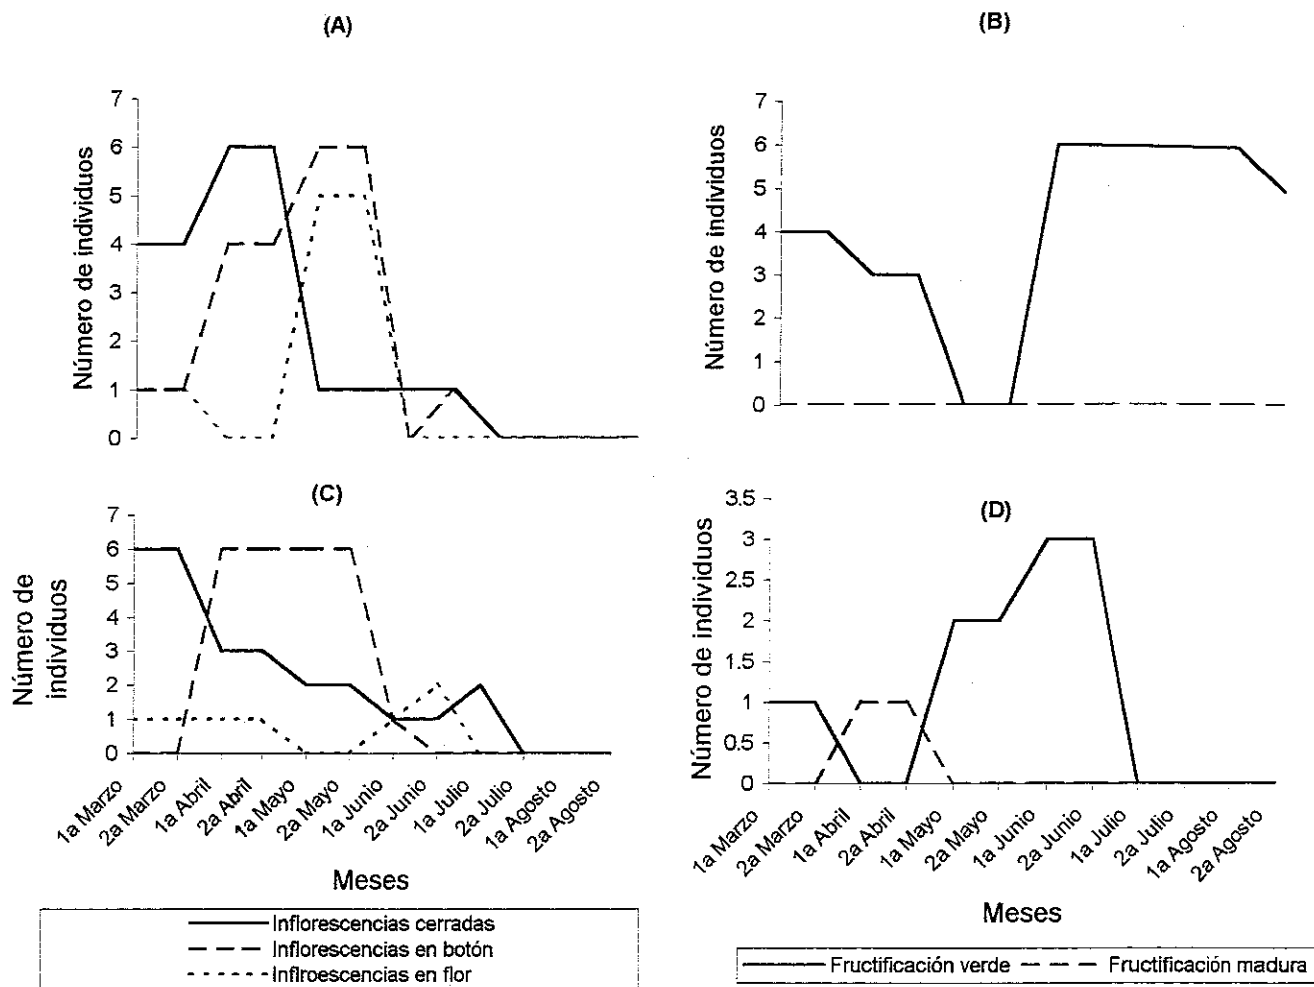 (A)
Número de individuos
7
6
5
4
3
2
1
0
(B)
Número de individuos
7
6
5
4
3
2
1
0
(C)
Número de
individuos
7
6
5
4
3
2
1
0
1a Marzo
2a Marzo
1a Abril
2a Abril
1a Mayo
2a Mayo
1a Junio
2a Junio
1a Julio
2a Julio
1a Agosto
2a Agosto
Meses
Inflorescencias cerradas
Inflorescencias en botón
Inflroescencias en flor
(D)
Número de individuos
3.5
3
2.5
2
1.5
1
0.5
0
1a Marzo
2a Marzo
1a Abril
2a Abril
1a Mayo
2a Mayo
1a Junio
2a Junio
1a Julio
2a Julio
1a Agosto
2a Agosto
Meses
Fructificación verde
Fructificación madura